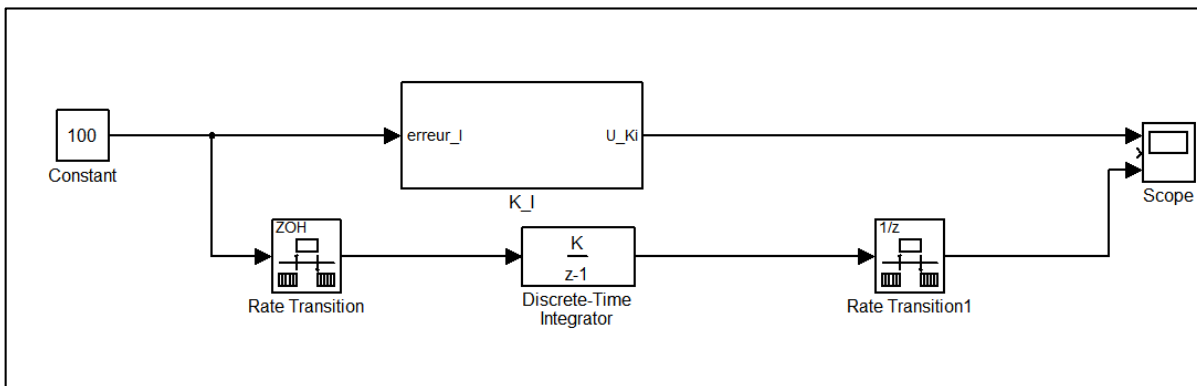 100
Constant
erreur_I
U_Ki
K_I
Scope
ZOH
Rate Transition
K
z-1
Discrete-Time
Integrator
1/z
Rate Transition1